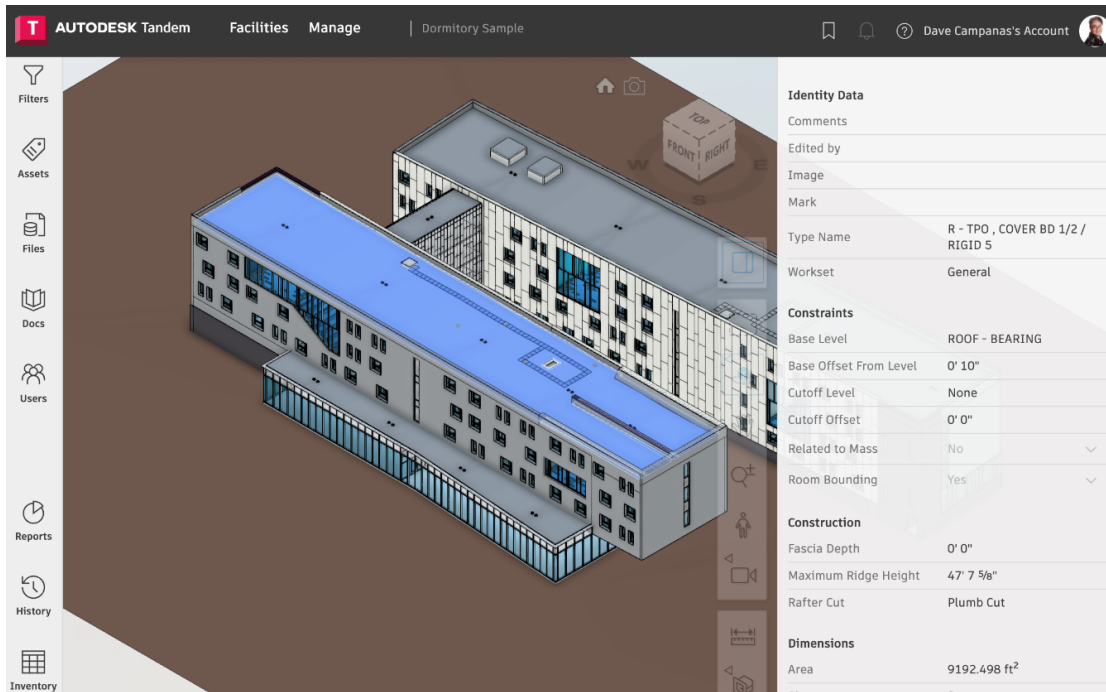 T AUTODESK Tandem Facilities Manage Dormitory Sample Dave Campanas's Account
Filters
Assets
Files
Docs
Users
Reports
History
Inventory
TOP
FRONT RIGHT
W E
S
Identity Data
Comments
Edited by
Image
Mark
Type Name R - TPO , COVER BD 1/2 /
RIGID 5
Workset General
Constraints
Base Level ROOF - BEARING
Base Offset From Level 0' 10"
Cutoff Level None
Cutoff Offset 0' 0"
Related to Mass No
Room Bounding Yes
Construction
Fascia Depth 0' 0"
Maximum Ridge Height 47' 7 5/8"
Rafter Cut Plumb Cut
Dimensions
Area 9192.498 ft²